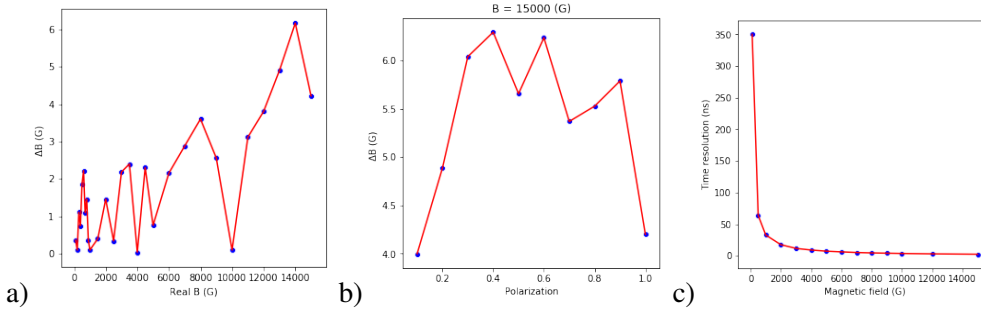 a)
ΔB (G)
6
5
4
3
2
1
0
0 2000 4000 6000 8000 10000 12000 14000
Real B (G)
b)
B = 15000 (G)
ΔB (G)
6.0
5.5
5.0
4.5
4.0
0.2 0.4 0.6 0.8 1.0
Polarization
c)
Time resolution (ns)
350
300
250
200
150
100
50
0
0 2000 4000 6000 8000 10000 12000 14000
Magnetic field (G)